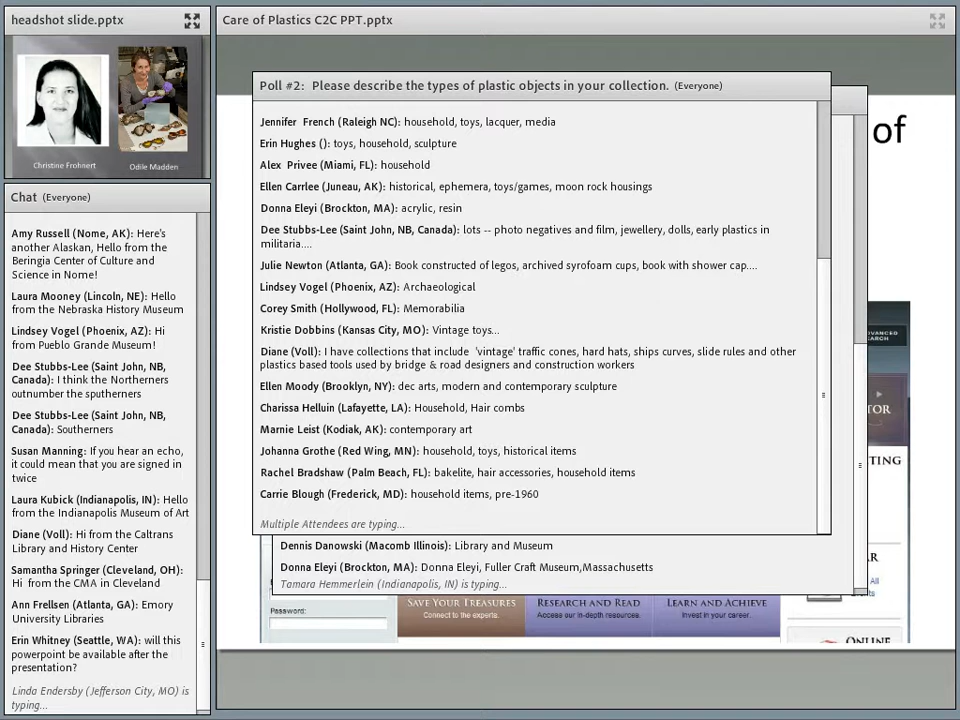 headshot slide.pptx
Christine Frohnert
Odile Madden
Chat (Everyone)
Amy Russell (Nome, AK): Here's
another Alaskan, Hello from the
Beringia Center of Culture and
Science in Nome!
Laura Mooney (Lincoln, NE): Hello
from the Nebraska History Museum
Lindsey Vogel (Phoenix, AZ): Hi
from Pueblo Grande Museum!
Dee Stubbs-Lee (Saint John, NB,
Canada): I think the Northerners
outnumber the sputherners
Dee Stubbs-Lee (Saint John, NB,
Canada): Southerners
Susan Manning: If you hear an echo,
it could mean that you are signed in
twice
Laura Kubick (Indianapolis, IN): Hello
from the Indianapolis Museum of Art
Diane (Voll): Hi from the Caltrans
Library and History Center
Samantha Springer (Cleveland, OH):
Hi from the CMA in Cleveland
Ann Frellsen (Atlanta, GA): Emory
University Libraries
Erin Whitney (Seattle, WA): will this
powerpoint be available after the
presentation?
Linda Endersby (Jefferson City, MO) is
typing...
Care of Plastics C2C PPT.pptx
of
Poll #2: Please describe the types of plastic objects in your collection. (Everyone)
Jennifer French (Raleigh NC): household, toys, lacquer, media
Erin Hughes (): toys, household, sculpture
Alex Privee (Miami, FL): household
Ellen Carrlee (Juneau, AK): historical, ephemera, toys/games, moon rock housings
Donna Eleyi (Brockton, MA): acrylic, resin
Dee Stubbs-Lee (Saint John, NB, Canada): lots -- photo negatives and film, jewellery, dolls, early plastics in
militaria....
Julie Newton (Atlanta, GA): Book constructed of legos, archived syrofoam cups, book with shower cap....
Lindsey Vogel (Phoenix, AZ): Archaeological
Corey Smith (Hollywood, FL): Memorabilia
Kristie Dobbins (Kansas City, MO): Vintage toys...
Diane (Voll): I have collections that include 'vintage' traffic cones, hard hats, ships curves, slide rules and other
plastics based tools used by bridge & road designers and construction workers
Ellen Moody (Brooklyn, NY): dec arts, modern and contemporary sculpture
Charissa Helluin (Lafayette, LA): Household, Hair combs
Marnie Leist (Kodiak, AK): contemporary art
Johanna Grothe (Red Wing, MN): household, toys, historical items
Rachel Bradshaw (Palm Beach, FL): bakelite, hair accessories, household items
Carrie Blough (Frederick, MD): household items, pre-1960
Multiple Attendees are typing...
Dennis Danowski (Macomb Illinois): Library and Museum
Donna Eleyi (Brockton, MA): Donna Eleyi, Fuller Craft Museum,Massachusetts
Tamara Hemmerlein (Indianapolis, IN) is typing...
Password:
SAVE YOUR TREASURES
Connect to the experts.
RESEARCH AND READ
Access our in-depth resources.
LEARN AND ACHIEVE
Invest in your career.
All
ONLINE